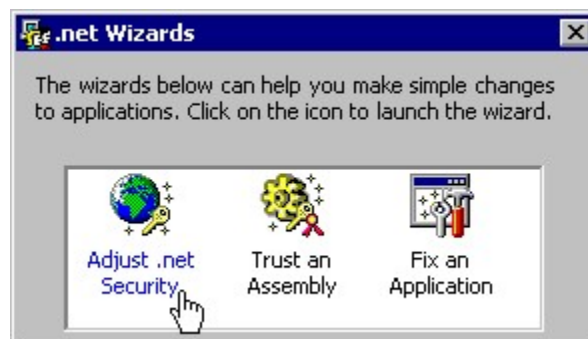 .net Wizards
The wizards below can help you make simple changes
to applications. Click on the icon to launch the wizard.
Adjust .net
Security
Trust an
Assembly
Fix an
Application